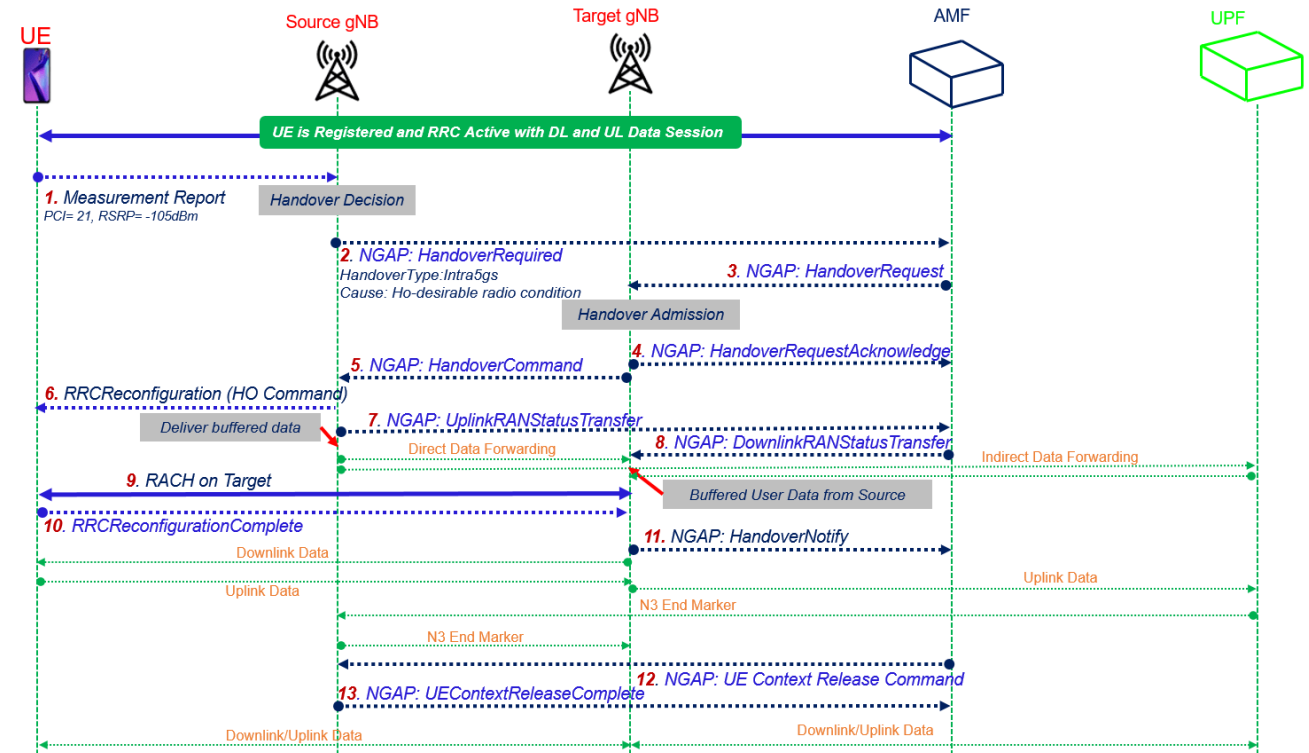 UE
Source gNB
Target gNB
AMF
UPF
UE is Registered and RRC Active with DL and UL Data Session
1. Measurement Report
PCI= 21, RSRP= -105dBm
Handover Decision
2. NGAP: HandoverRequired
HandoverType:Intra5gs
Cause: Ho-desirable radio condition
3. NGAP: HandoverRequest
Handover Admission
4. NGAP: HandoverRequestAcknowledge
5. NGAP: HandoverCommand
6. RRCReconfiguration (HO Command)
Deliver buffered data
7. NGAP: UplinkRANStatusTransfer
8. NGAP: DownlinkRANStatusTransfer
Direct Data Forwarding
Indirect Data Forwarding
9. RACH on Target
Buffered User Data from Source
10. RRCReconfigurationComplete
11. NGAP: HandoverNotify
Downlink Data
Uplink Data
Uplink Data
N3 End Marker
N3 End Marker
12. NGAP: UE Context Release Command
13. NGAP: UEContextReleaseComplete
Downlink/Uplink Data
Downlink/Uplink Data